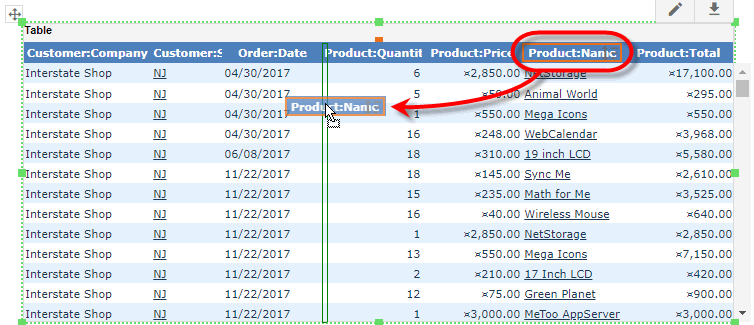 Table
Customer:Company Customer:S Order:Date Product:Quantit Product:Price Product:Name Product:Total
Interstate Shop NJ 04/30/2017 6 ¤2,850.00 NetStorage ¤17,100.00
Interstate Shop NJ 04/30/2017 5 ¤59.00 Animal World ¤295.00
Product:Name
Interstate Shop NJ 04/30/2017 1 ¤550.00 Mega Icons ¤550.00
Interstate Shop NJ 04/30/2017 16 ¤248.00 WebCalendar ¤3,968.00
Interstate Shop NJ 06/08/2017 18 ¤310.00 19 inch LCD ¤5,580.00
Interstate Shop NJ 11/22/2017 18 ¤145.00 Sync Me ¤2,610.00
Interstate Shop NJ 11/22/2017 15 ¤235.00 Math for Me ¤3,525.00
Interstate Shop NJ 11/22/2017 16 ¤40.00 Wireless Mouse ¤640.00
Interstate Shop NJ 11/22/2017 1 ¤2,850.00 NetStorage ¤2,850.00
Interstate Shop NJ 11/22/2017 13 ¤550.00 Mega Icons ¤7,150.00
Interstate Shop NJ 11/22/2017 2 ¤210.00 17 Inch LCD ¤420.00
Interstate Shop NJ 11/22/2017 12 ¤75.00 Green Planet ¤900.00
Interstate Shop NJ 11/22/2017 1 ¤3,000.00 MeToo AppServer ¤3,000.00